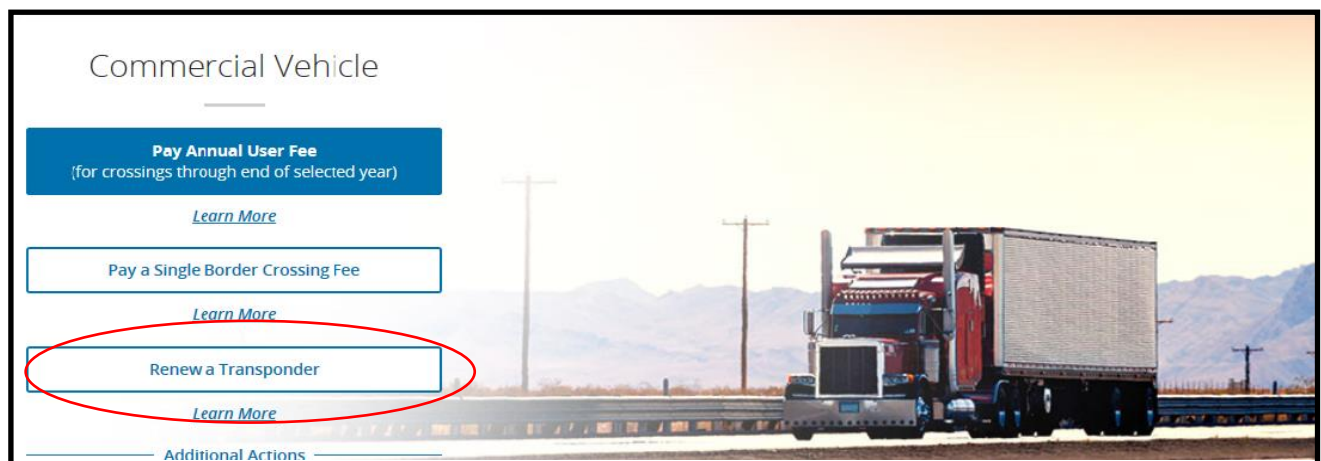 Commercial Vehicle
Pay Annual User Fee
(for crossings through end of selected year)
Learn More
Pay a Single Border Crossing Fee
Learn More
Renew a Transponder
Learn More
Additional Actions